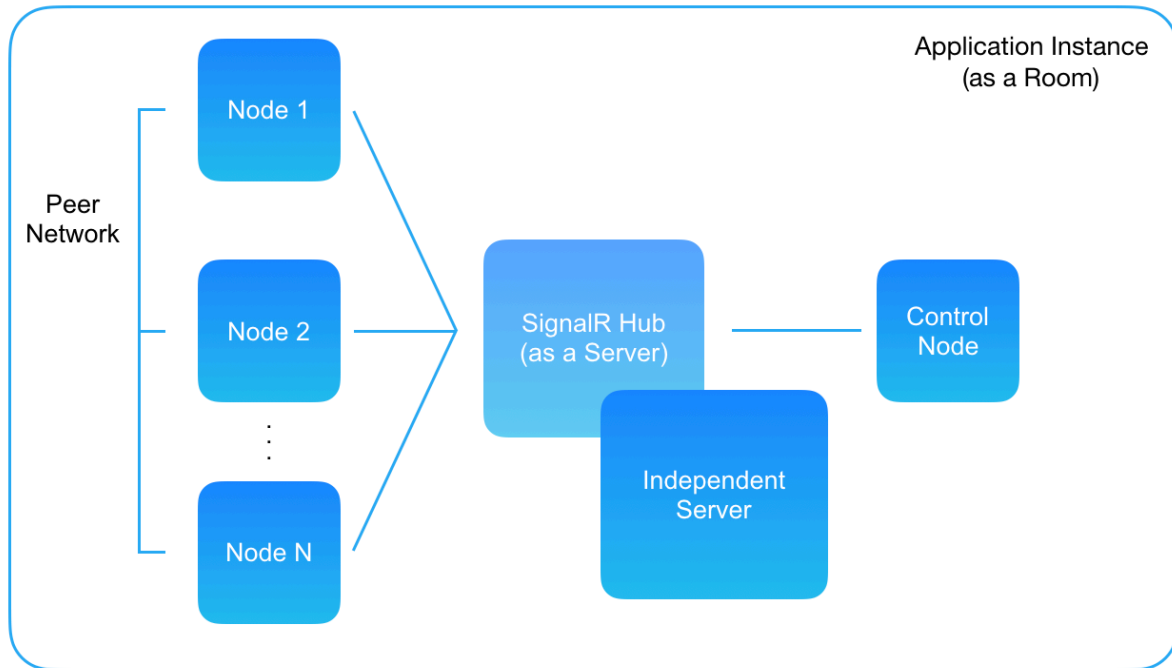 Application Instance
(as a Room)
Node 1
Peer
Network
Node 2
SignalR Hub
(as a Server)
Control
Node
Independent
Server
Node N